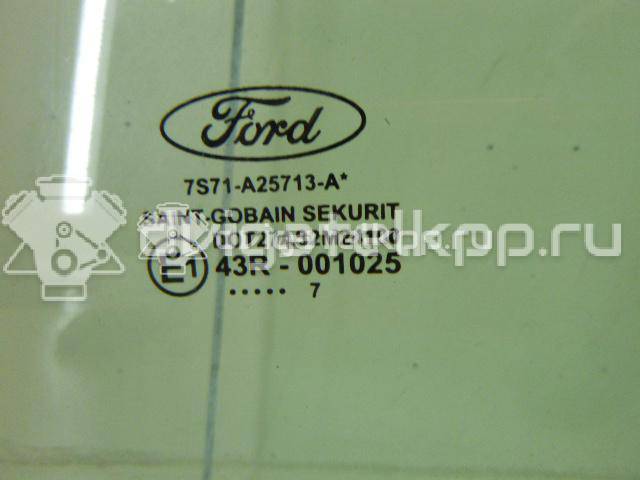 Ford
7S71-A25713-A*
SAINT-GOBAIN SEKURIT
E1 43R - 001025
..... 7